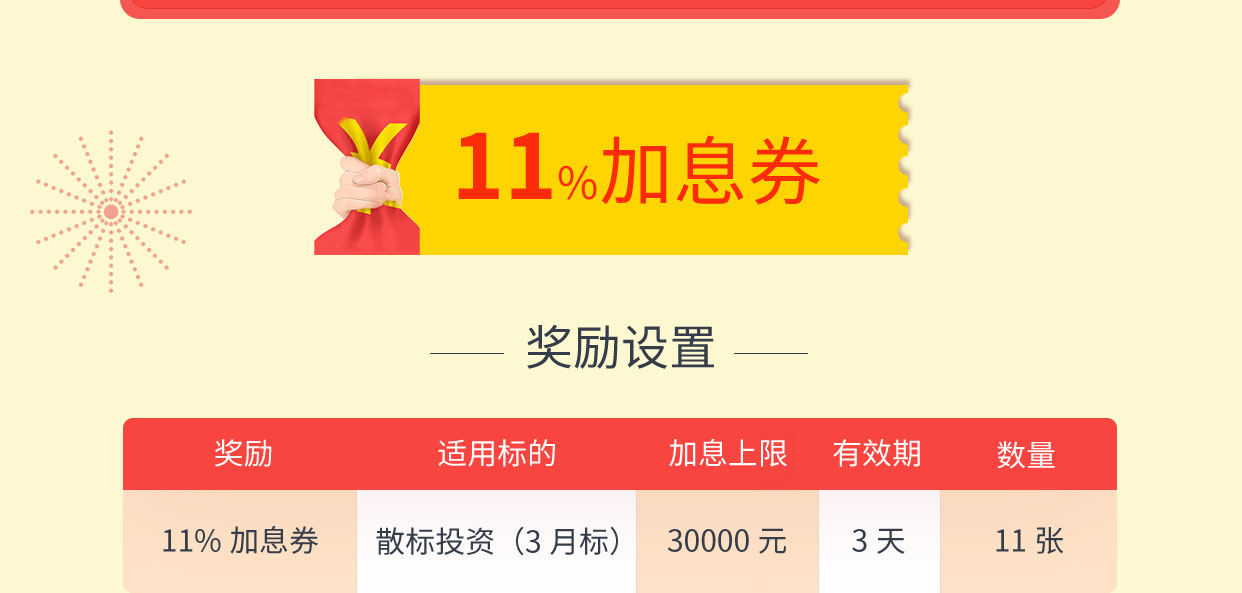 11%加息券
奖励设置
奖励 适用标的 加息上限 有效期 数量
11% 加息券 散标投资（3 月标） 30000 元 3 天 11 张